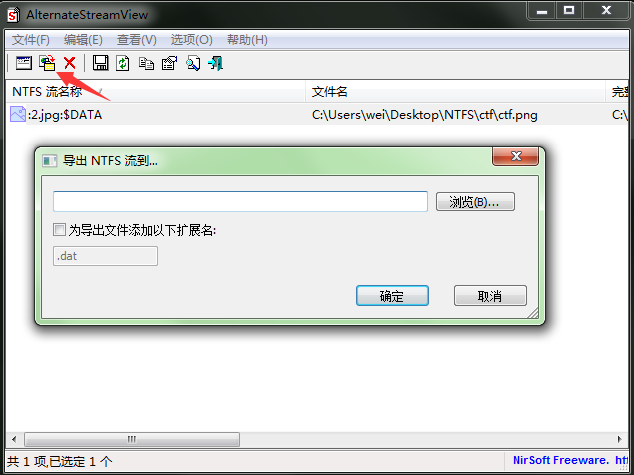 AlternateStreamView
文件(F) 编辑(E) 查看(V) 选项(O) 帮助(H)
NTFS 流名称 / 文件名 完整
:2.jpg:$DATA C:\Users\wei\Desktop\NTFS\ctf\ctf.png C:\
导出 NTFS 流到...
浏览(B)...
为导出文件添加以下扩展名:
.dat
确定 取消
共 1 项,已选定 1 个 NirSoft Freeware. htt